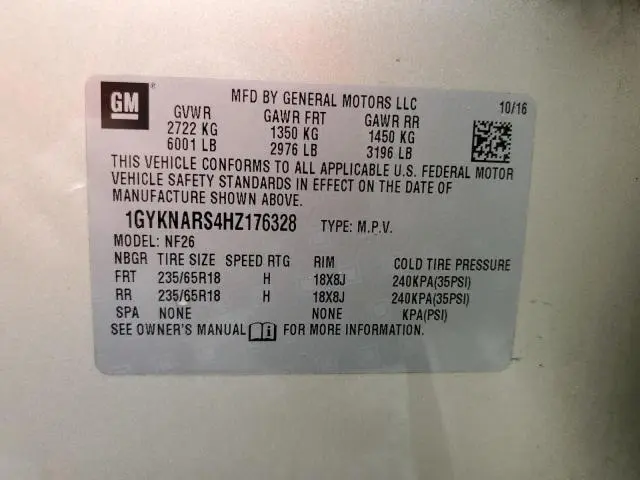 GM ® MFD BY GENERAL MOTORS LLC 10/16
GVWR GAWR FRT GAWR RR
2722 KG 1350 KG 1450 KG
6001 LB 2976 LB 3196 LB
THIS VEHICLE CONFORMS TO ALL APPLICABLE U.S. FEDERAL MOTOR
VEHICLE SAFETY STANDARDS IN EFFECT ON THE DATE OF
MANUFACTURE SHOWN ABOVE.
1GYKNARS4HZ176328 TYPE: M.P.V.
MODEL: NF26
NBGR TIRE SIZE SPEED RTG RIM COLD TIRE PRESSURE
FRT 235/65R18 H 18X8J 240KPA(35PSI)
RR 235/65R18 H 18X8J 240KPA(35PSI)
SPA NONE NONE KPA(PSI)
SEE OWNER'S MANUAL i FOR MORE INFORMATION.